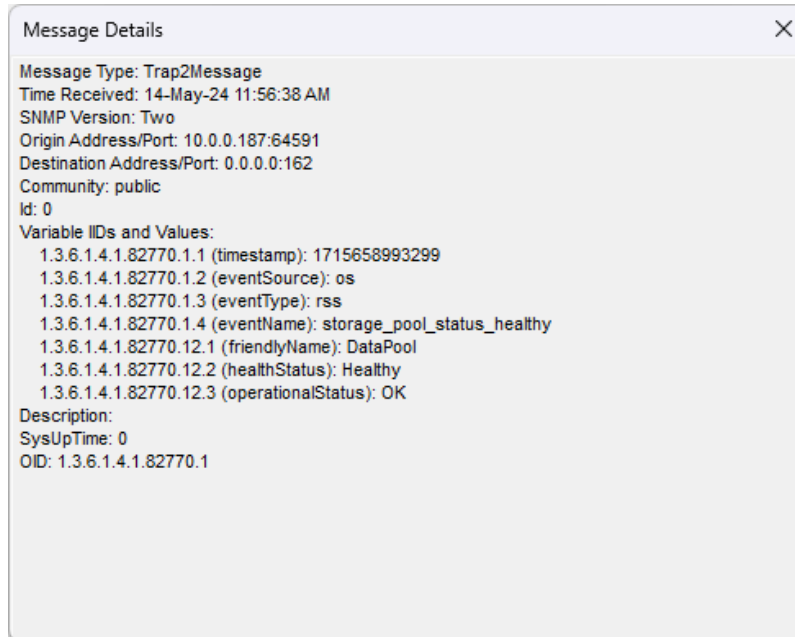 Message Details
Message Type: Trap2Message
Time Received: 14-May-24 11:56:38 AM
SNMP Version: Two
Origin Address/Port: 10.0.0.187:64591
Destination Address/Port: 0.0.0.0:162
Community: public
Id: 0
Variable IIDs and Values:
1.3.6.1.4.1.82770.1.1 (timestamp): 1715658993299
1.3.6.1.4.1.82770.1.2 (eventSource): os
1.3.6.1.4.1.82770.1.3 (eventType): rss
1.3.6.1.4.1.82770.1.4 (eventName): storage_pool_status_healthy
1.3.6.1.4.1.82770.12.1 (friendlyName): DataPool
1.3.6.1.4.1.82770.12.2 (healthStatus): Healthy
1.3.6.1.4.1.82770.12.3 (operationalStatus): OK
Description:
SysUpTime: 0
OID: 1.3.6.1.4.1.82770.1